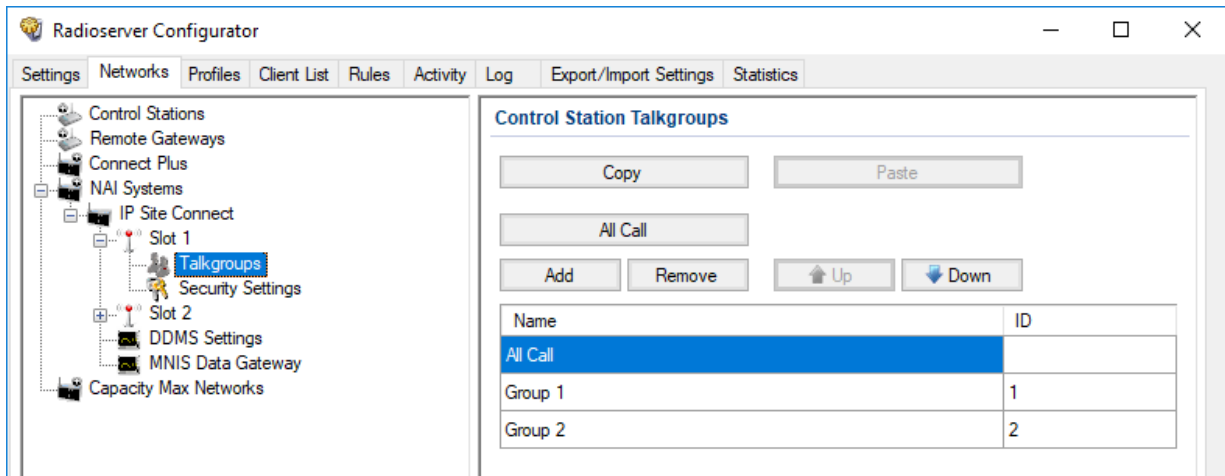 Radioserver Configurator
Settings Networks Profiles Client List Rules Activity Log Export/Import Settings Statistics
Control Stations
Remote Gateways
Connect Plus
NAI Systems
IP Site Connect
Slot 1
Talkgroups
Security Settings
Slot 2
DDMS Settings
MNIS Data Gateway
Capacity Max Networks
Control Station Talkgroups
Copy Paste
All Call
Add Remove Up Down
Name ID
All Call
Group 1 1
Group 2 2